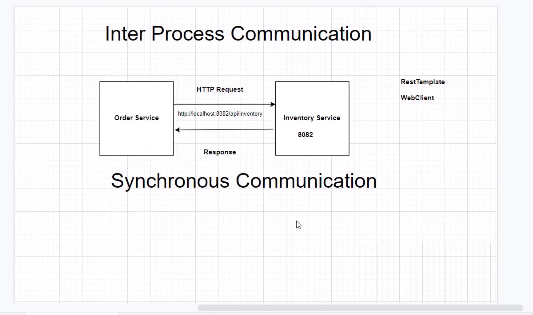 Inter Process Communication
HTTP Request
RestTemplate
WebClient
Order Service
http://localhost:8082/api/inventory
Inventory Service
8082
Response
Synchronous Communication